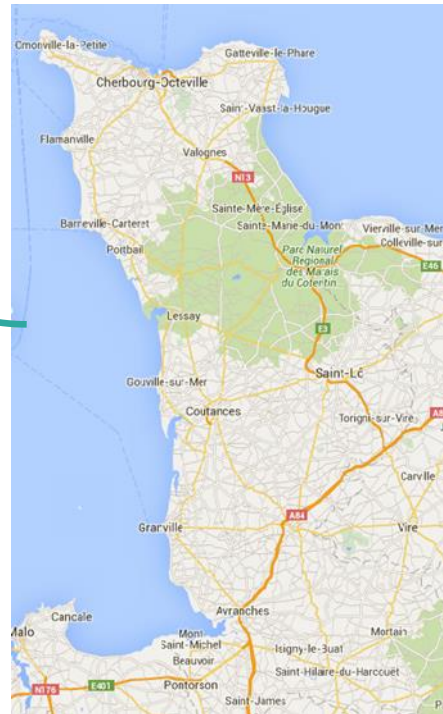 Omonville-la-Petite
Gatteville-le-Phare
Cherbourg-Octeville
Saint-Vaast-la-Hougue
Flamanville
Valognes
N13
Sainte-Mère-Église
Barneville-Carteret
Sainte-Marie-du-Mont
Vierville-sur-Mer
Colleville-sur
Portbail
Parc Naturel
Regional
des Marais
du Cotentin
E46
Lessay
E3
Saint-Lô
Gouville-sur-Mer
Coutances
Torigni-sur-Vire
A8
Carville
A84
Granville
Vire
Cancale
Avranches
Malo
Mont
Saint-Michel
Mortain
Isigny-le-Buat
Beauvoir
Saint-Hilaire-du-Harcouët
E401
Pontorson
N176
Saint-James
P